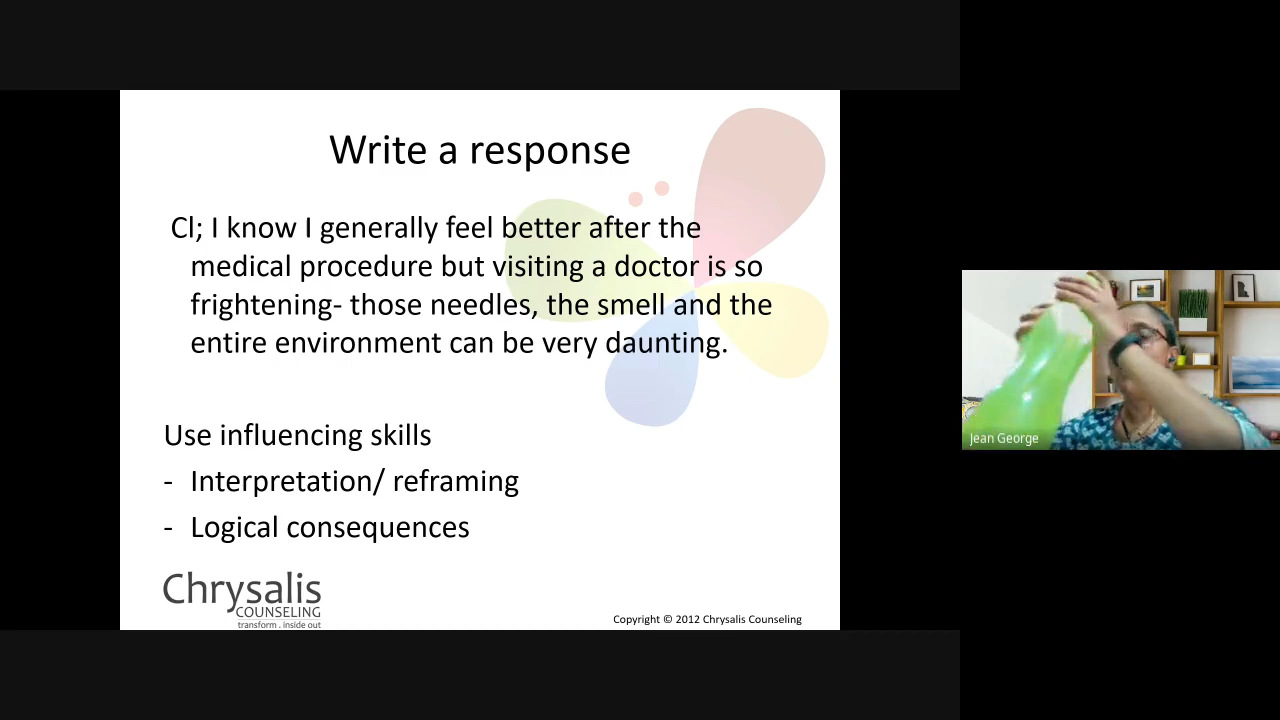 Write a response
Cl; I know I generally feel better after the
medical procedure but visiting a doctor is so
frightening- those needles, the smell and the
entire environment can be very daunting.
Use influencing skills
- Interpretation/ reframing
- Logical consequences
Chrysalis
COUNSELING
transform . inside out
Copyright © 2012 Chrysalis Counseling
Jean George